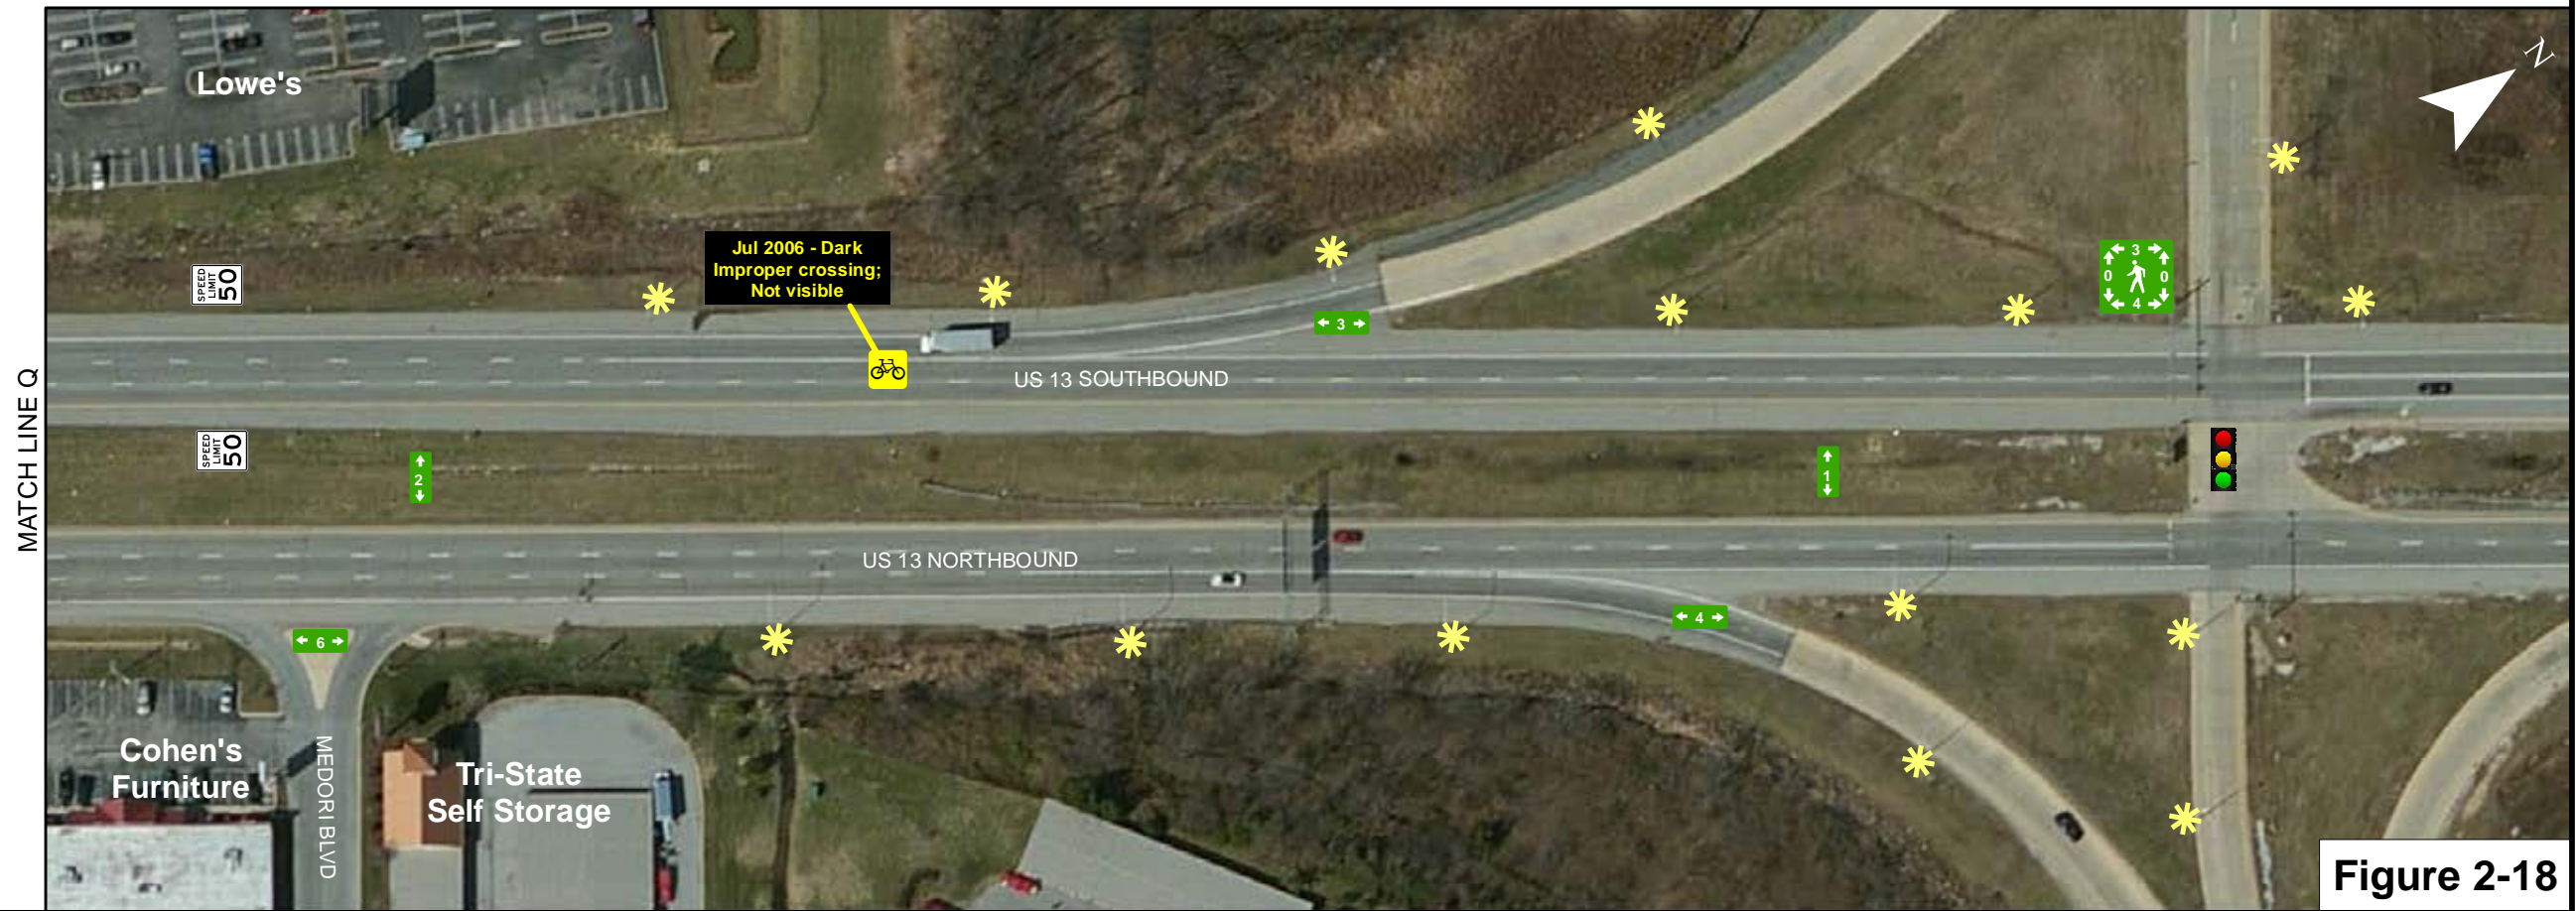 Lowe's
N
Jul 2006 - Dark
Improper crossing;
Not visible
SPEED
LIMIT
50
3
0
0
4
3
US 13 SOUTHBOUND
MATCH LINE Q
SPEED
LIMIT
50
2
1
US 13 NORTHBOUND
4
6
MEDORI BLVD
Cohen's
Furniture
Tri-State
Self Storage
Figure 2-18